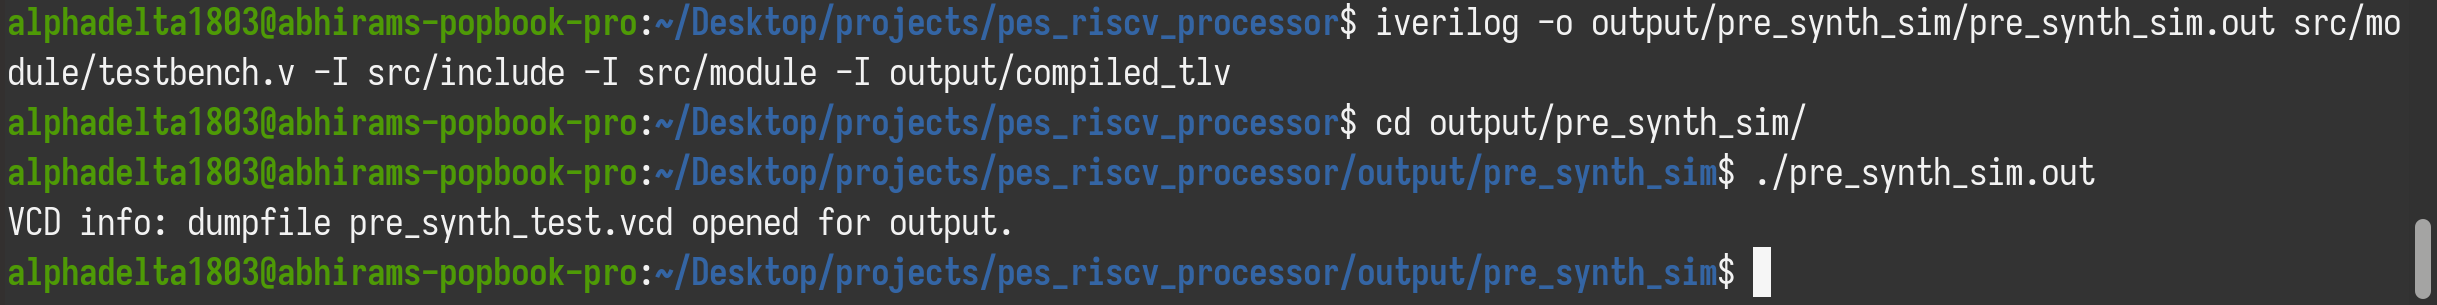 alphadelta1803@abhirams-popbook-pro:~/Desktop/projects/pes_riscv_processor$ iverilog -o output/pre_synth_sim/pre_synth_sim.out src/mo
dule/testbench.v -I src/include -I src/module -I output/compiled_tlv
alphadelta1803@abhirams-popbook-pro:~/Desktop/projects/pes_riscv_processor$ cd output/pre_synth_sim/
alphadelta1803@abhirams-popbook-pro:~/Desktop/projects/pes_riscv_processor/output/pre_synth_sim$ ./pre_synth_sim.out
VCD info: dumpfile pre_synth_test.vcd opened for output.
alphadelta1803@abhirams-popbook-pro:~/Desktop/projects/pes_riscv_processor/output/pre_synth_sim$